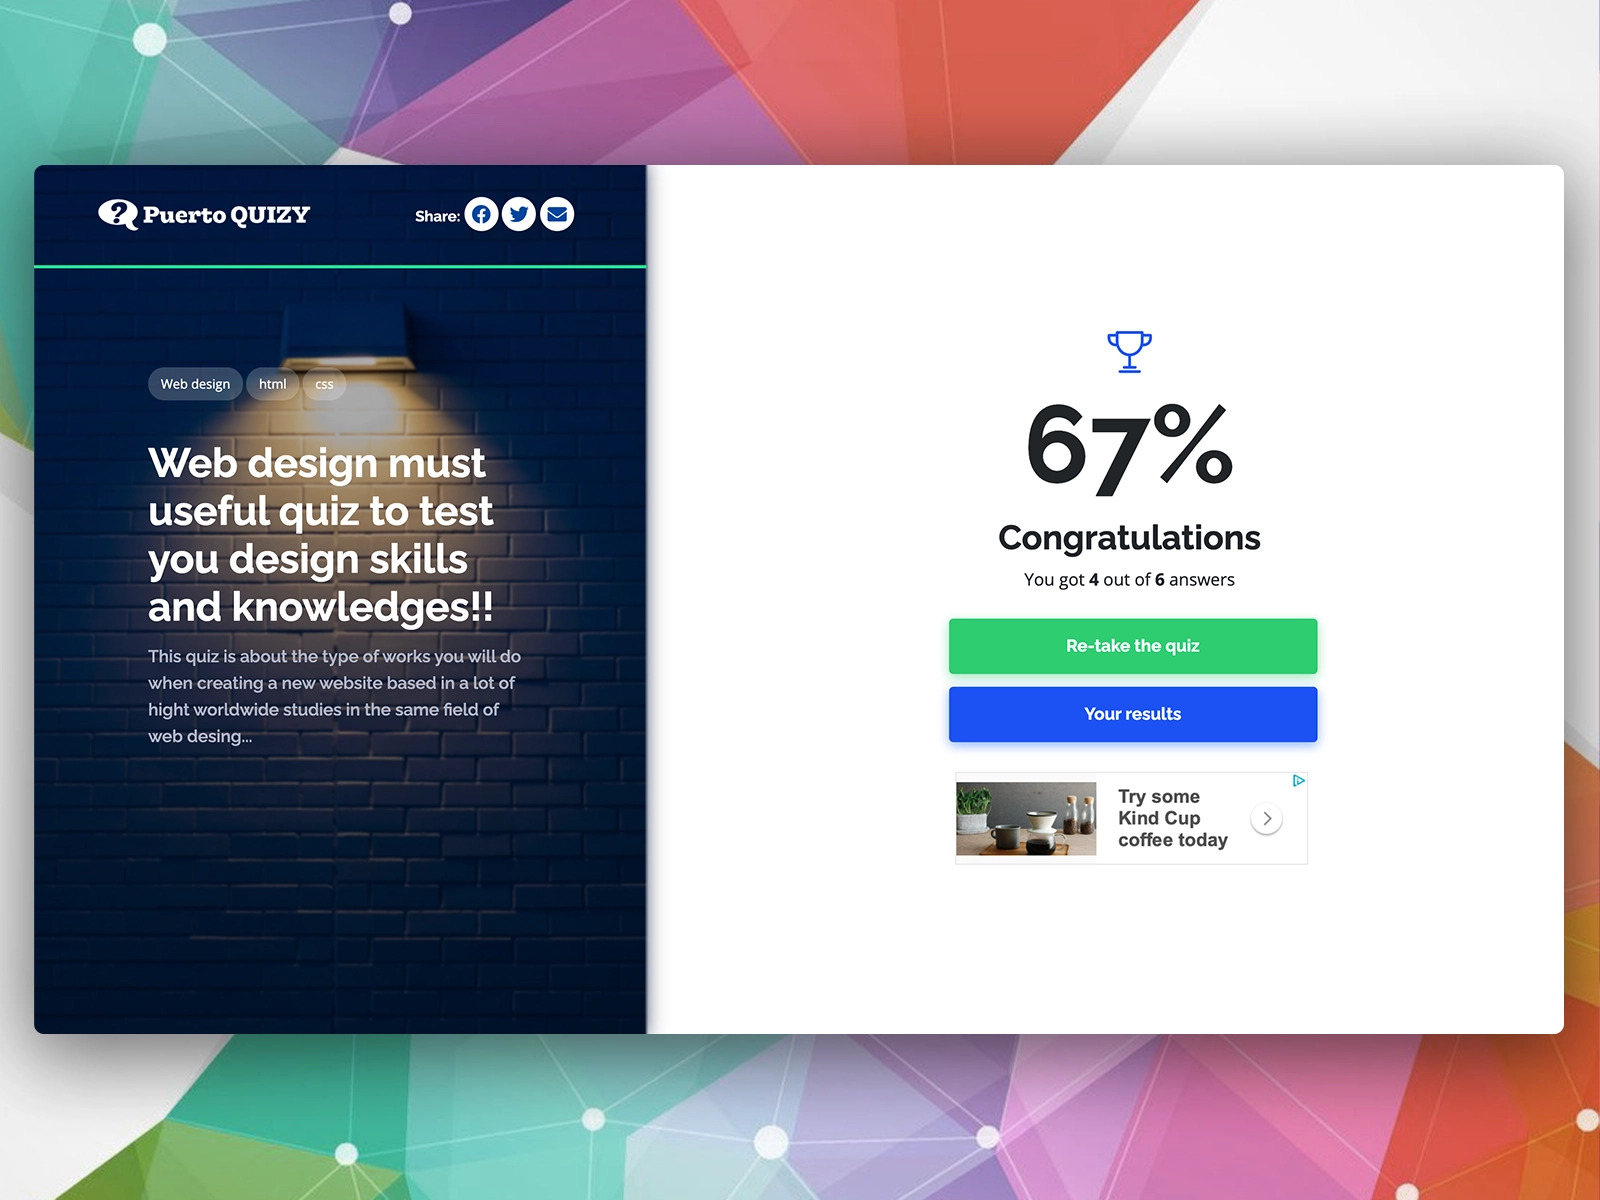 Puerto QUIZY
Share:
Web design html css
Web design must
useful quiz to test
you design skills
and knowledges!!
This quiz is about the type of works you will do
when creating a new website based in a lot of
hight worldwide studies in the same field of
web desing...
67%
Congratulations
You got 4 out of 6 answers
Re-take the quiz
Your results
Try some
Kind Cup
coffee today